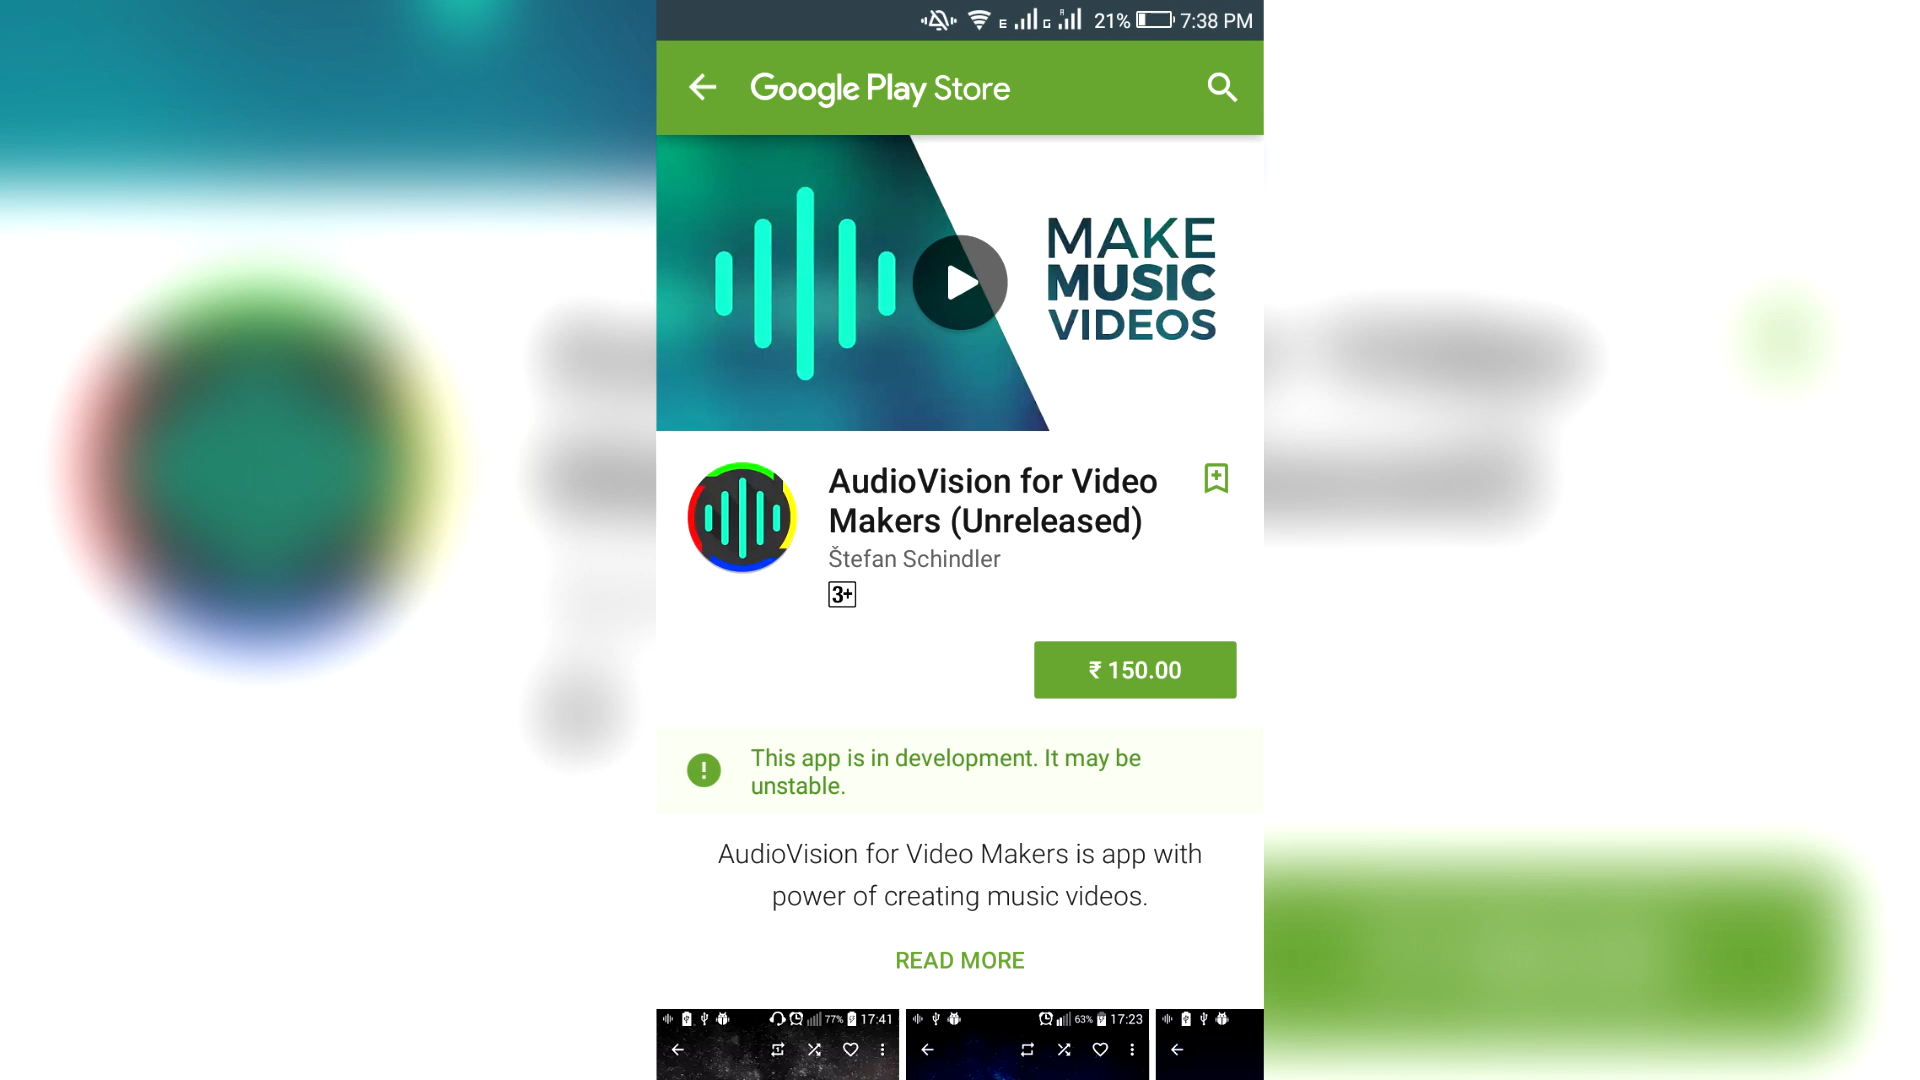 E G R 21% 7:38 PM
Google Play Store
MAKE
MUSIC
VIDEOS
AudioVision for Video
Makers (Unreleased)
Štefan Schindler
3+
₹ 150.00
This app is in development. It may be
unstable.
AudioVision for Video Makers is app with
power of creating music videos.
READ MORE
77% 17:41
63% 17:23